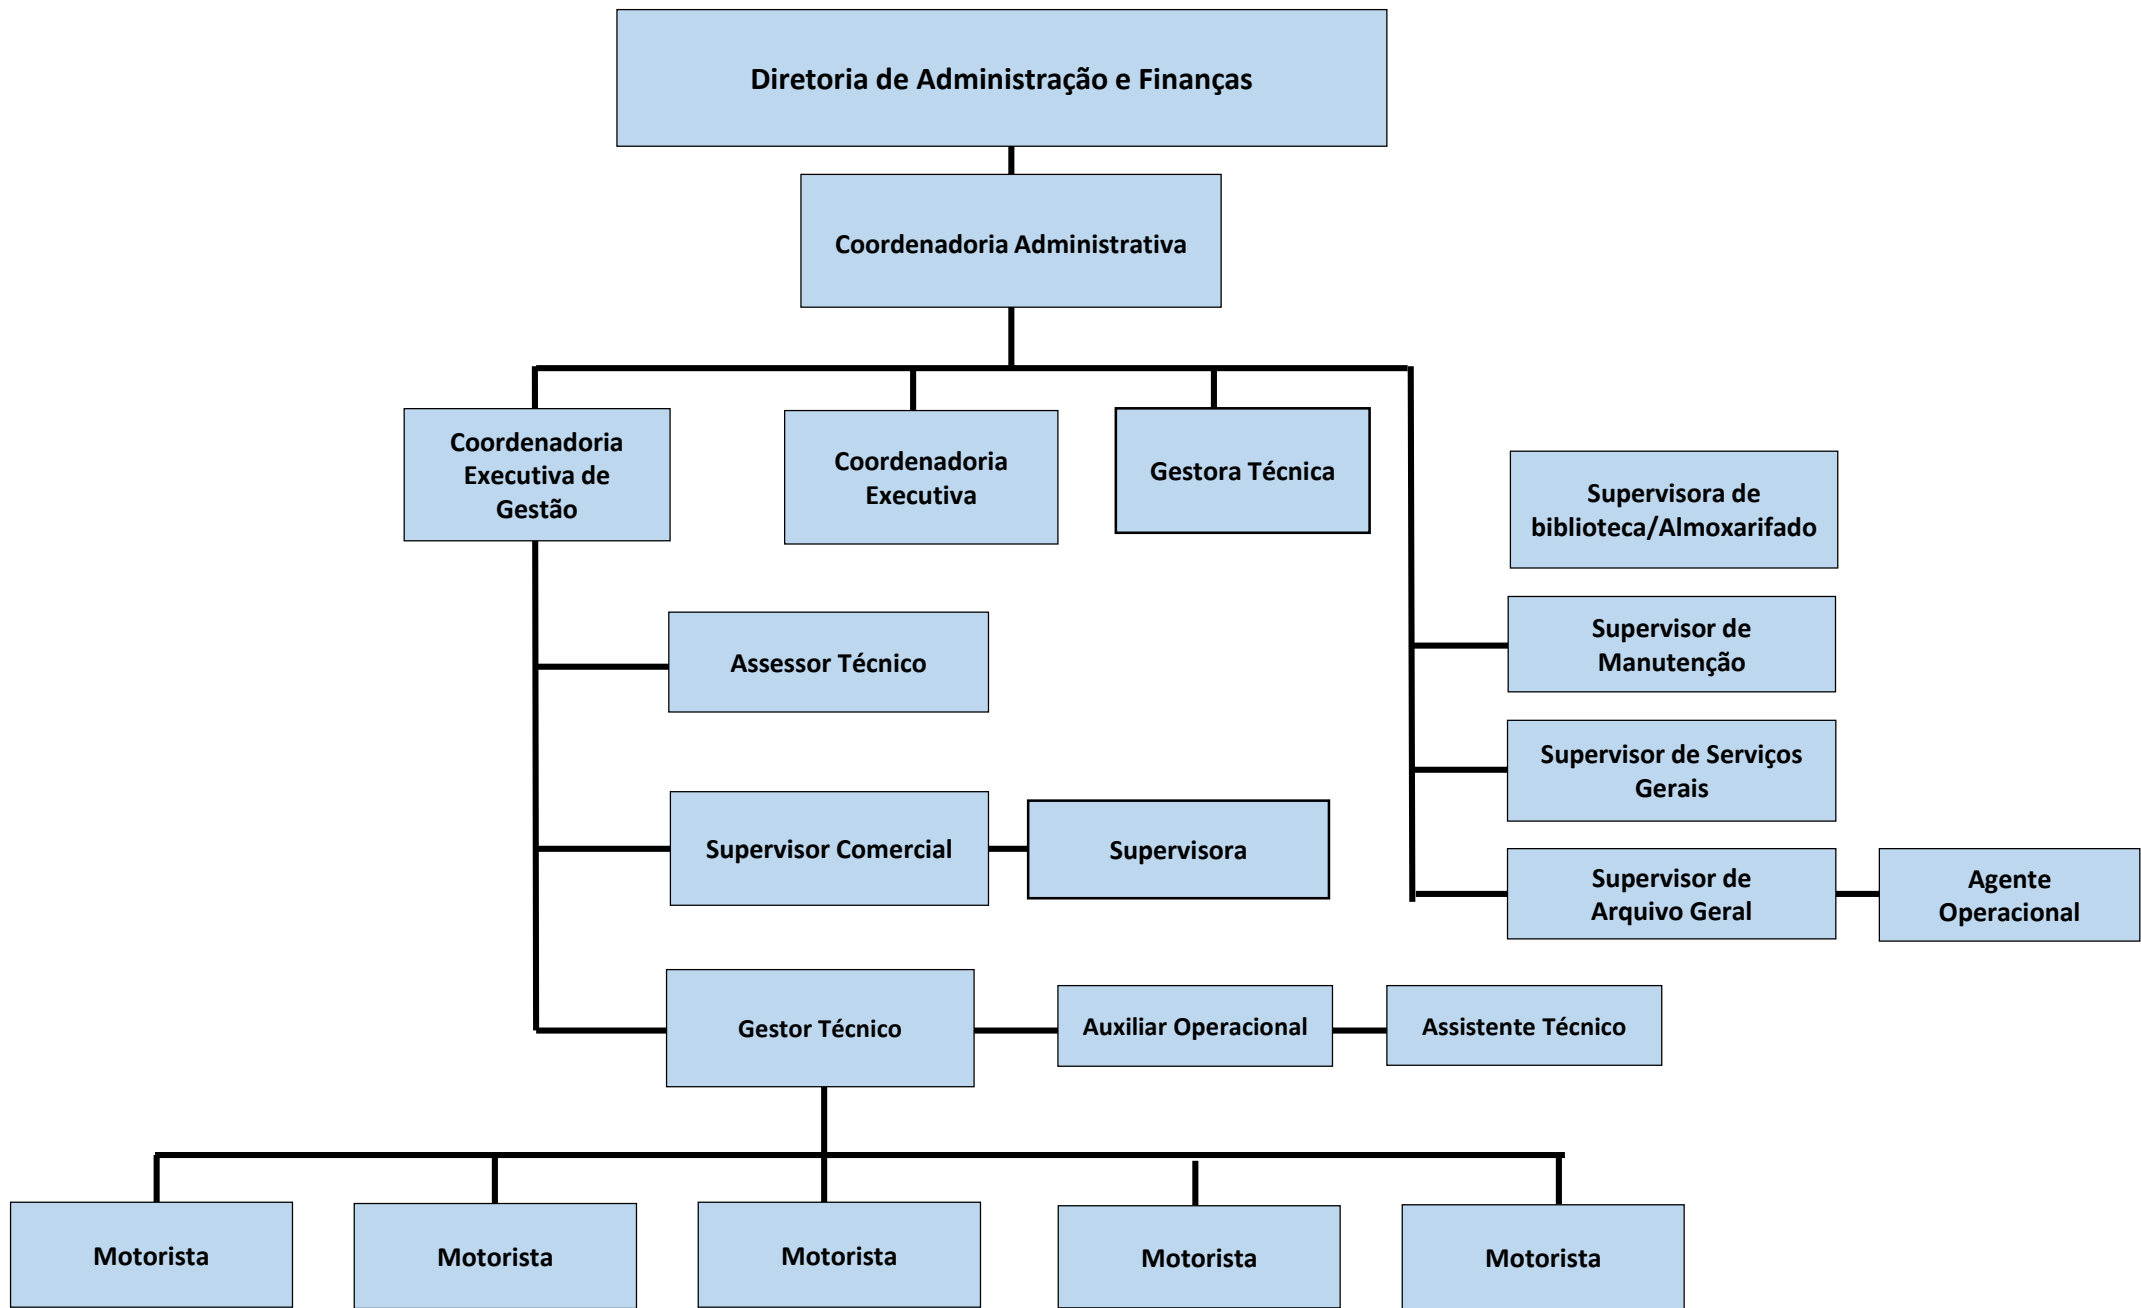 Diretoria de Administração e Finanças
Coordenadoria Administrativa
Coordenadoria
Executiva de
Gestão
Coordenadoria
Executiva
Gestora Técnica
Supervisora de
biblioteca/Almoxarifado
Supervisor de
Manutenção
Assessor Técnico
Supervisor de Serviços
Gerais
Supervisor Comercial
Supervisora
Supervisor de
Arquivo Geral
Agente
Operacional
Gestor Técnico
Auxiliar Operacional
Assistente Técnico
Motorista
Motorista
Motorista
Motorista
Motorista